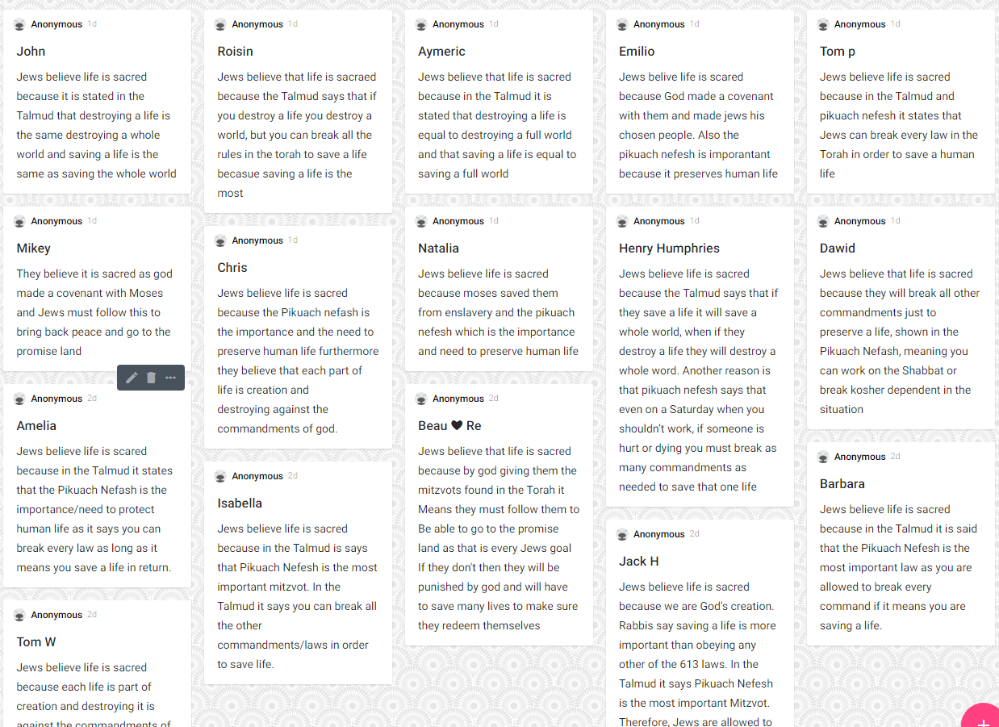 Anonymous 1d
John
Jews believe life is sacred
because it is stated in the
Talmud that destroying a life is
the same destroying a whole
world and saving a life is the
same as saving the whole world
Anonymous 1d
Mikey
They believe it is sacred as god
made a covenant with Moses
and Jews must follow this to
bring back peace and go to the
promise land
Anonymous 2d
Amelia
Jews believe life is scared
because in the Talmud it states
that the Pikuach Nefash is the
importance/need to protect
human life as it says you can
break every law as long as it
means you save a life in return.
Anonymous 2d
Tom W
Jews believe life is sacred
because each life is part of
creation and destroying it is
against the commandments of
Anonymous 1d
Roisin
Jews believe that life is sacraed
because the Talmud says that if
you destroy a life you destroy a
world, but you can break all the
rules in the torah to save a life
becasue saving a life is the
most
Anonymous 1d
Chris
Jews believe life is sacred
because the Pikuach nefash is
the importance and the need to
preserve human life furthermore
they believe that each part of
life is creation and
destroying against the
commandments of god.
Anonymous 2d
Isabella
Jews believe life is sacred
because in the Talmud is says
that Pikuach Nefesh is the most
important mitzvot. In the
Talmud it says you can break all
the other
commandments/laws in order
to save life.
Anonymous 1d
Aymeric
Jews believe that life is sacred
because in the Talmud it is
stated that destroying a life is
equal to destroying a full world
and that saving a life is equal to
saving a full world
Anonymous 1d
Natalia
Jews believe that life is sacred
because moses saved them
from enslavery and the pikuach
nefesh which is the importance
and need to preserve human life
Anonymous 2d
Beau 🖤 Re
Jews believe that life is sacred
because by god giving them the
mitzvots found in the Torah it
Means they must follow them to
Be able to go to the promise
land as that is every Jews goal
If they don't then they will be
punished by god and will have
to save many lives to make sure
they redeem themselves
Anonymous 1d
Emilio
Jews belive life is scared
because God made a covenant
with them and made jews his
chosen people. Also the
pikuach nefesh is imporantant
because it preserves human life
Anonymous 1d
Henry Humphries
Jews believe life is sacred
because the Talmud says that if
they save a life it will save a
whole world, when if they
destroy a life they will destroy a
whole word. Another reason is
that pikuach nefesh says that
even on a Saturday when you
shouldn't work, if someone is
hurt or dying you must break as
many commandments as
needed to save that one life
Anonymous 2d
Jack H
Jews believe life is sacred
because we are God's creation.
Rabbis say saving a life is more
important than obeying any
other of the 613 laws. In the
Talmud it says Pikuach Nefesh
is the most important Mitzvot.
Therefore, Jews are allowed to
Anonymous 1d
Tom p
Jews believe life is sacred
because in the Talmud and
pikuach nefesh it states that
Jews can break every law in the
Torah in order to save a human
life
Anonymous 1d
Dawid
Jews believe that life is sacred
because they will break all other
commandments just to
preserve a life, shown in the
Pikuach Nefash, meaning you
can work on the Shabbat or
break kosher dependent in the
situation
Anonymous 2d
Barbara
Jews believe life is sacred
because in the Talmud it is said
that the Pikuach Nefesh is the
most important law as you are
allowed to break every
command if it means you are
saving a life.